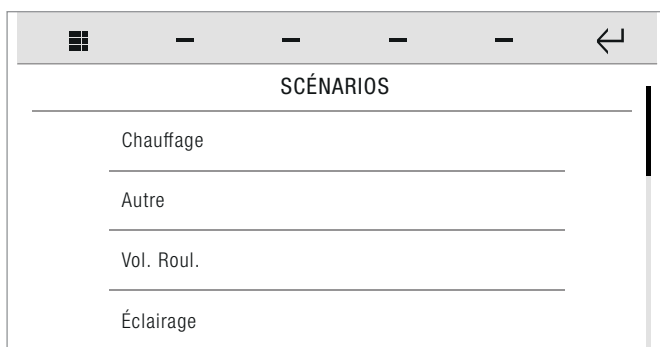 SCÉNARIOS
Chauffage
Autre
Vol. Roul.
Éclairage